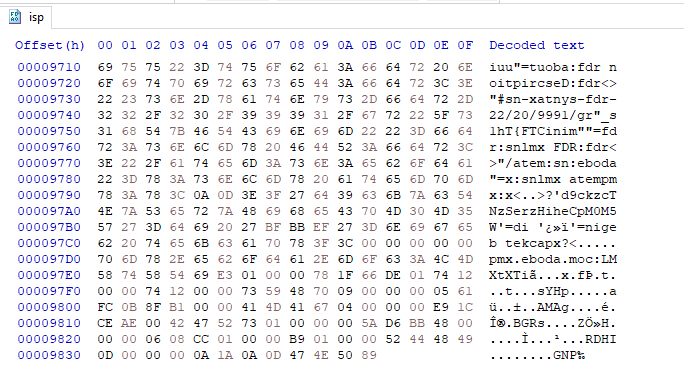 isp
Offset(h) 00 01 02 03 04 05 06 07 08 09 0A 0B 0C 0D 0E 0F Decoded text
00009710 69 75 75 22 3D 74 75 6F 62 61 3A 66 64 72 20 6E iuu"=tuoba:fdr n
00009720 6F 69 74 70 69 72 63 73 65 44 3A 66 64 72 3C 3E oitpircseD:fdr<>
00009730 22 23 73 6E 2D 78 61 74 6E 79 73 2D 66 64 72 2D "#sn-xatnys-fdr-
00009740 32 32 2F 32 30 2F 39 39 39 31 2F 67 72 22 5F 73 22/20/9991/gr"_s
00009750 31 68 54 7B 46 54 43 69 6E 69 6D 22 22 3D 66 64 1hT{FTCinim""=fd
00009760 72 3A 73 6E 6C 6D 78 20 46 44 52 3A 66 64 72 3C r:snlmx FDR:fdr<
00009770 3E 22 2F 61 74 65 6D 3A 73 6E 3A 65 62 6F 64 61 >"/atem:sn:eboda
00009780 22 3D 78 3A 73 6E 6C 6D 78 20 61 74 65 6D 70 6D "=x:snlmx atempm
00009790 78 3A 78 3C 0A 0D 3E 3F 27 64 39 63 6B 7A 63 54 x:x<..>?'d9ckzcT
000097A0 4E 7A 53 65 72 7A 48 69 68 65 43 70 4D 30 4D 35 NzSerzHiheCpM0M5
000097B0 57 27 3D 64 69 20 27 BF BB EF 27 3D 6E 69 67 65 W'=di '¿»ï'=nige
000097C0 62 20 74 65 6B 63 61 70 78 3F 3C 00 00 00 00 00 b tekcapx?<.....
000097D0 70 6D 78 2E 65 62 6F 64 61 2E 6D 6F 63 3A 4C 4D pmx.eboda.moc:LM
000097E0 58 74 58 54 69 E3 01 00 00 78 1F 66 DE 01 74 12 XtXTiã...x.fÞ.t.
000097F0 00 00 74 12 00 00 73 59 48 70 09 00 00 00 05 61 ..t...sYHp.....a
00009800 FC 0B 8F B1 00 00 41 4D 41 67 04 00 00 00 E9 1C ü..±..AMAg....é.
00009810 CE AE 00 42 47 52 73 01 00 00 00 5A D6 BB 48 00 Î®.BGRs....ZÖ»H.
00009820 00 00 06 08 CC 01 00 00 B9 01 00 00 52 44 48 49 ....Ì...¹...RDHI
00009830 0D 00 00 00 0A 1A 0A 0D 47 4E 50 89 ........GNP‰